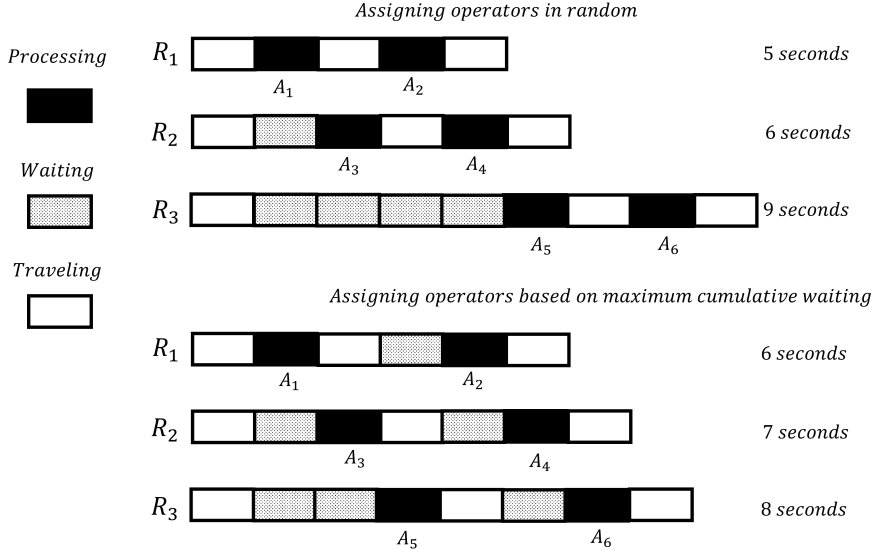 Assigning operators in random
Processing
Waiting
Traveling
R1 5 seconds
A1 A2
R2 6 seconds
A3 A4
R3 9 seconds
A5 A6
Assigning operators based on maximum cumulative waiting
R1 6 seconds
A1 A2
R2 7 seconds
A3 A4
R3 8 seconds
A5 A6